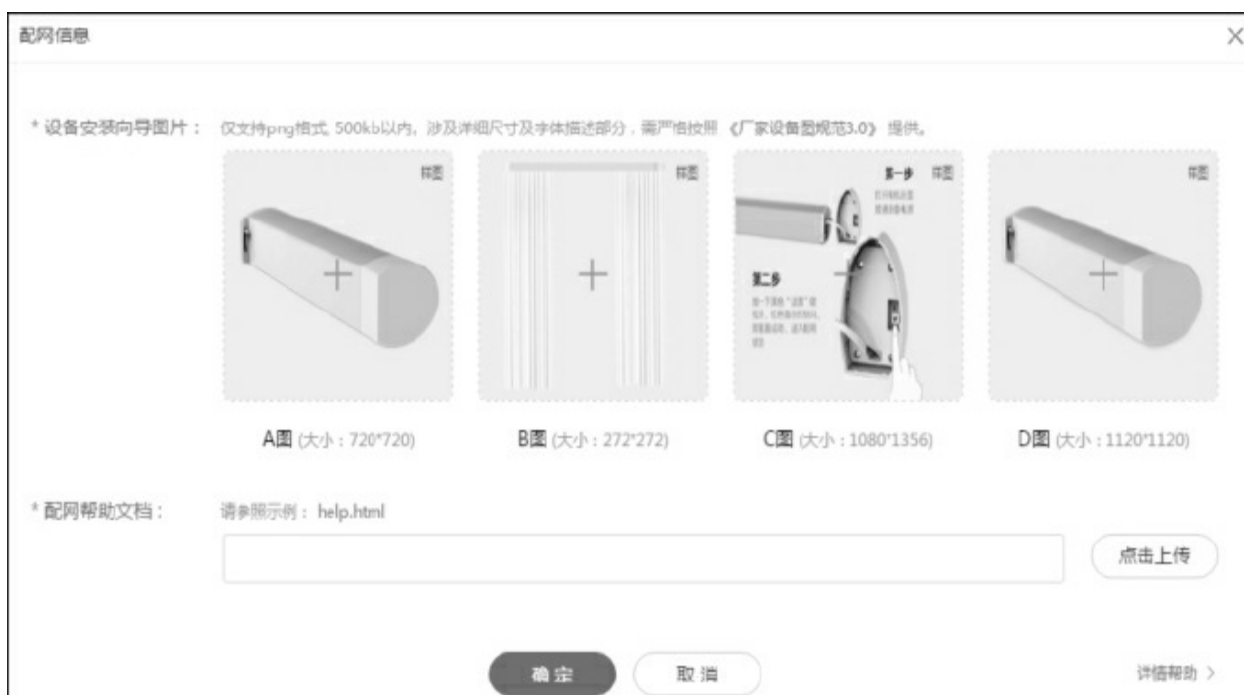 配网信息
* 设备安装向导图片： 仅支持png格式, 500kb以内，涉及详细尺寸及字体描述部分，需严格按照 《厂家设备图规范3.0》 提供。
样图
样图
第一步 样图
第二步
样图
A图 (大小：720*720)
B图 (大小：272*272)
C图 (大小：1080*1356)
D图 (大小：1120*1120)
* 配网帮助文档： 请参照示例： help.html
点击上传
确定
取消
详情帮助